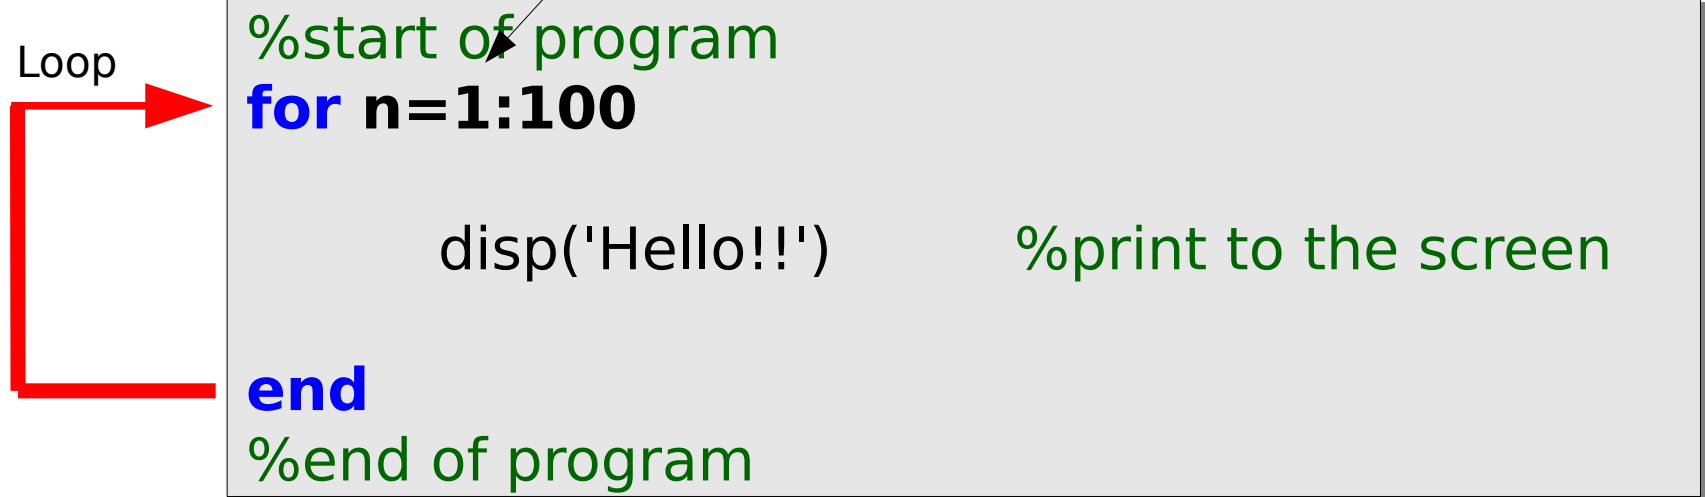 %start of program
Loop
for n=1:100
disp('Hello!!') %print to the screen
end
%end of program